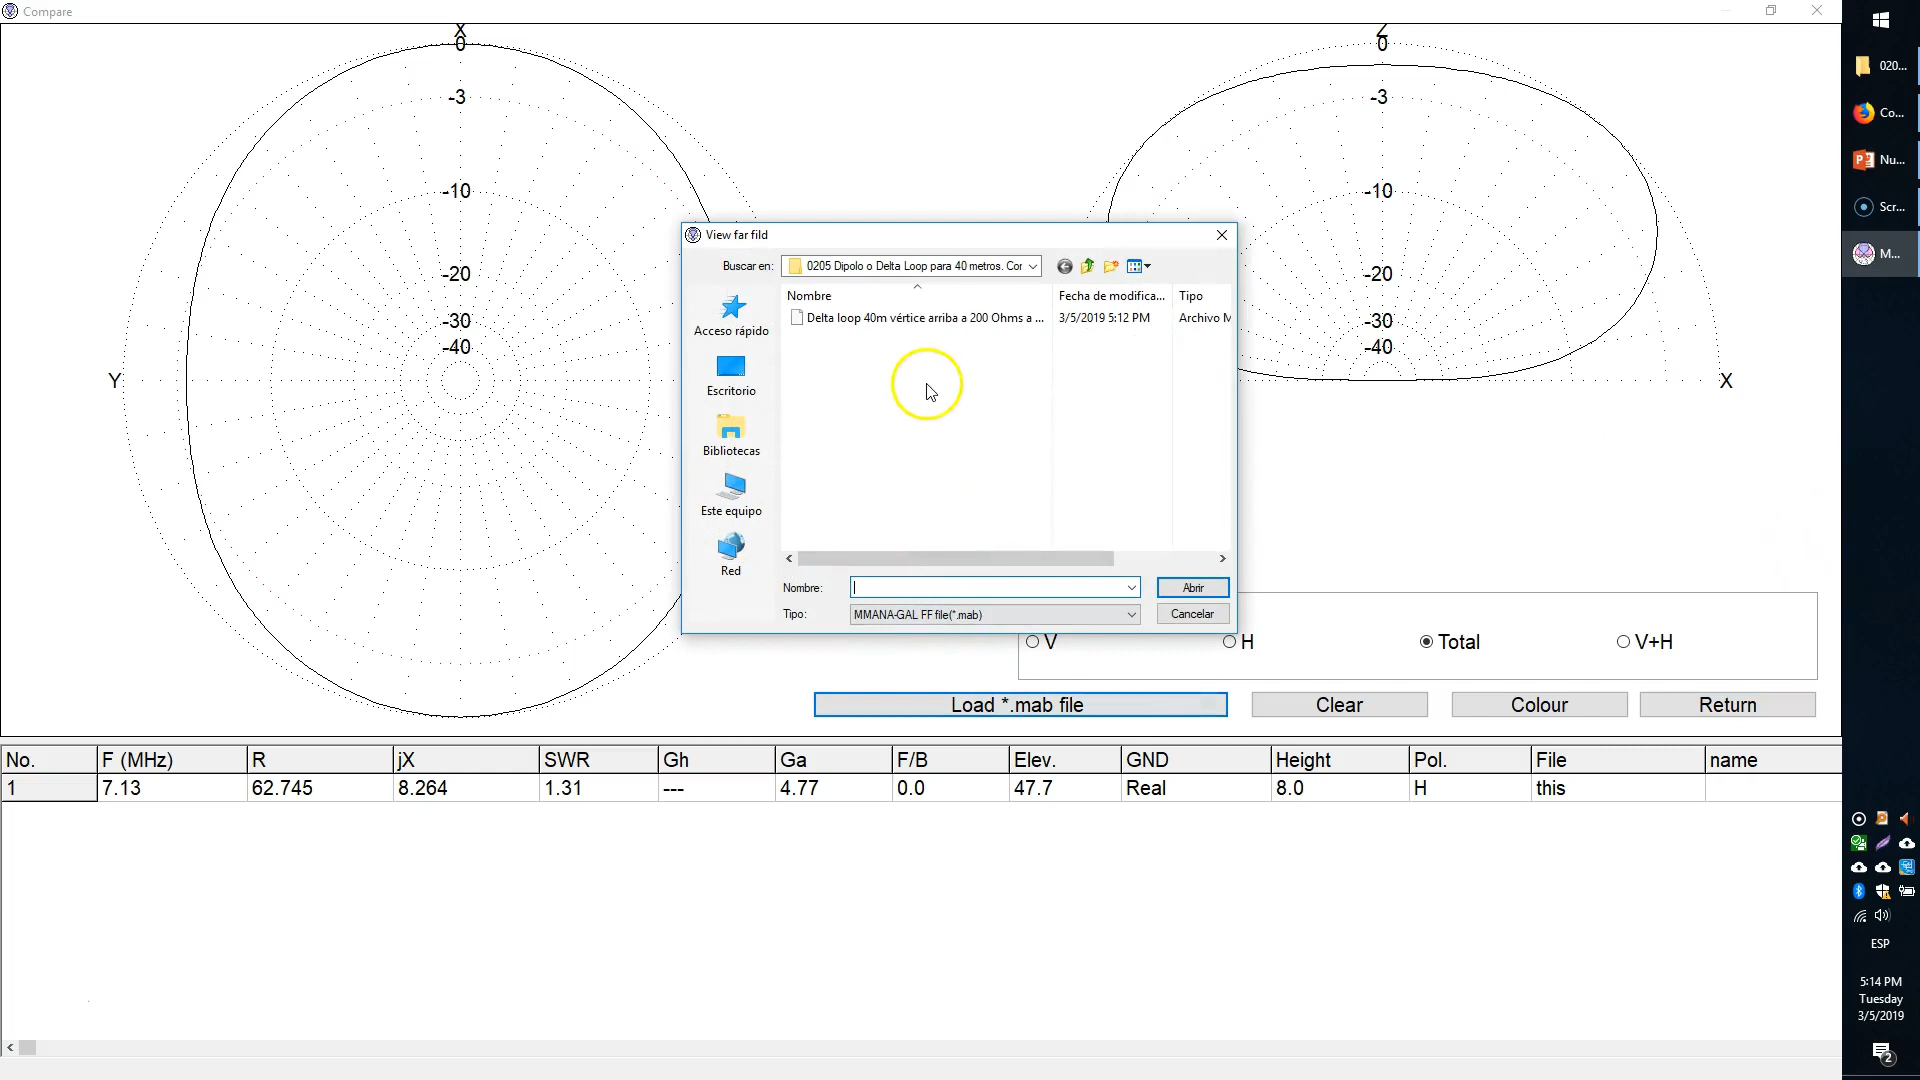 Compare
X
0
-3
-10
-20
-30
-40
Y
Z
0
-3
-10
-20
-30
-40
X
View far fild
Buscar en: 0205 Dipolo o Delta Loop para 40 metros. Cor
Nombre Fecha de modifica... Tipo
Delta loop 40m vértice arriba a 200 Ohms a ... 3/5/2019 5:12 PM Archivo M
Acceso rápido
Escritorio
Bibliotecas
Este equipo
Red
Nombre: Abrir
Tipo: MMANA-GAL FF file(*.mab) Cancelar
V H Total V+H
Load *.mab file Clear Colour Return
No. F (MHz) R jX SWR Gh Ga F/B Elev. GND Height Pol. File name
1 7.13 62.745 8.264 1.31 --- 4.77 0.0 47.7 Real 8.0 H this
020...
Co...
Nu...
Scr...
M...
ESP
5:14 PM
Tuesday
3/5/2019
2